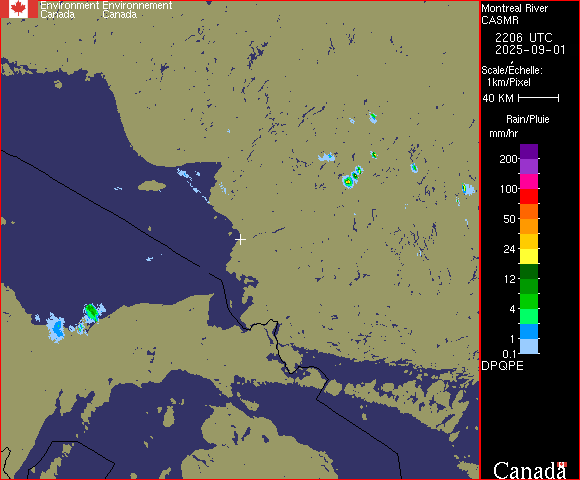 Environment Environnement
Canada Canada
Montreal River
CASMR
2206 UTC
2025-09-01
Scale/Échelle:
1km/Pixel
40 KM
Rain/Pluie
mm/hr
200
100
50
24
12
4
1
0.1
DPQPE
Canada